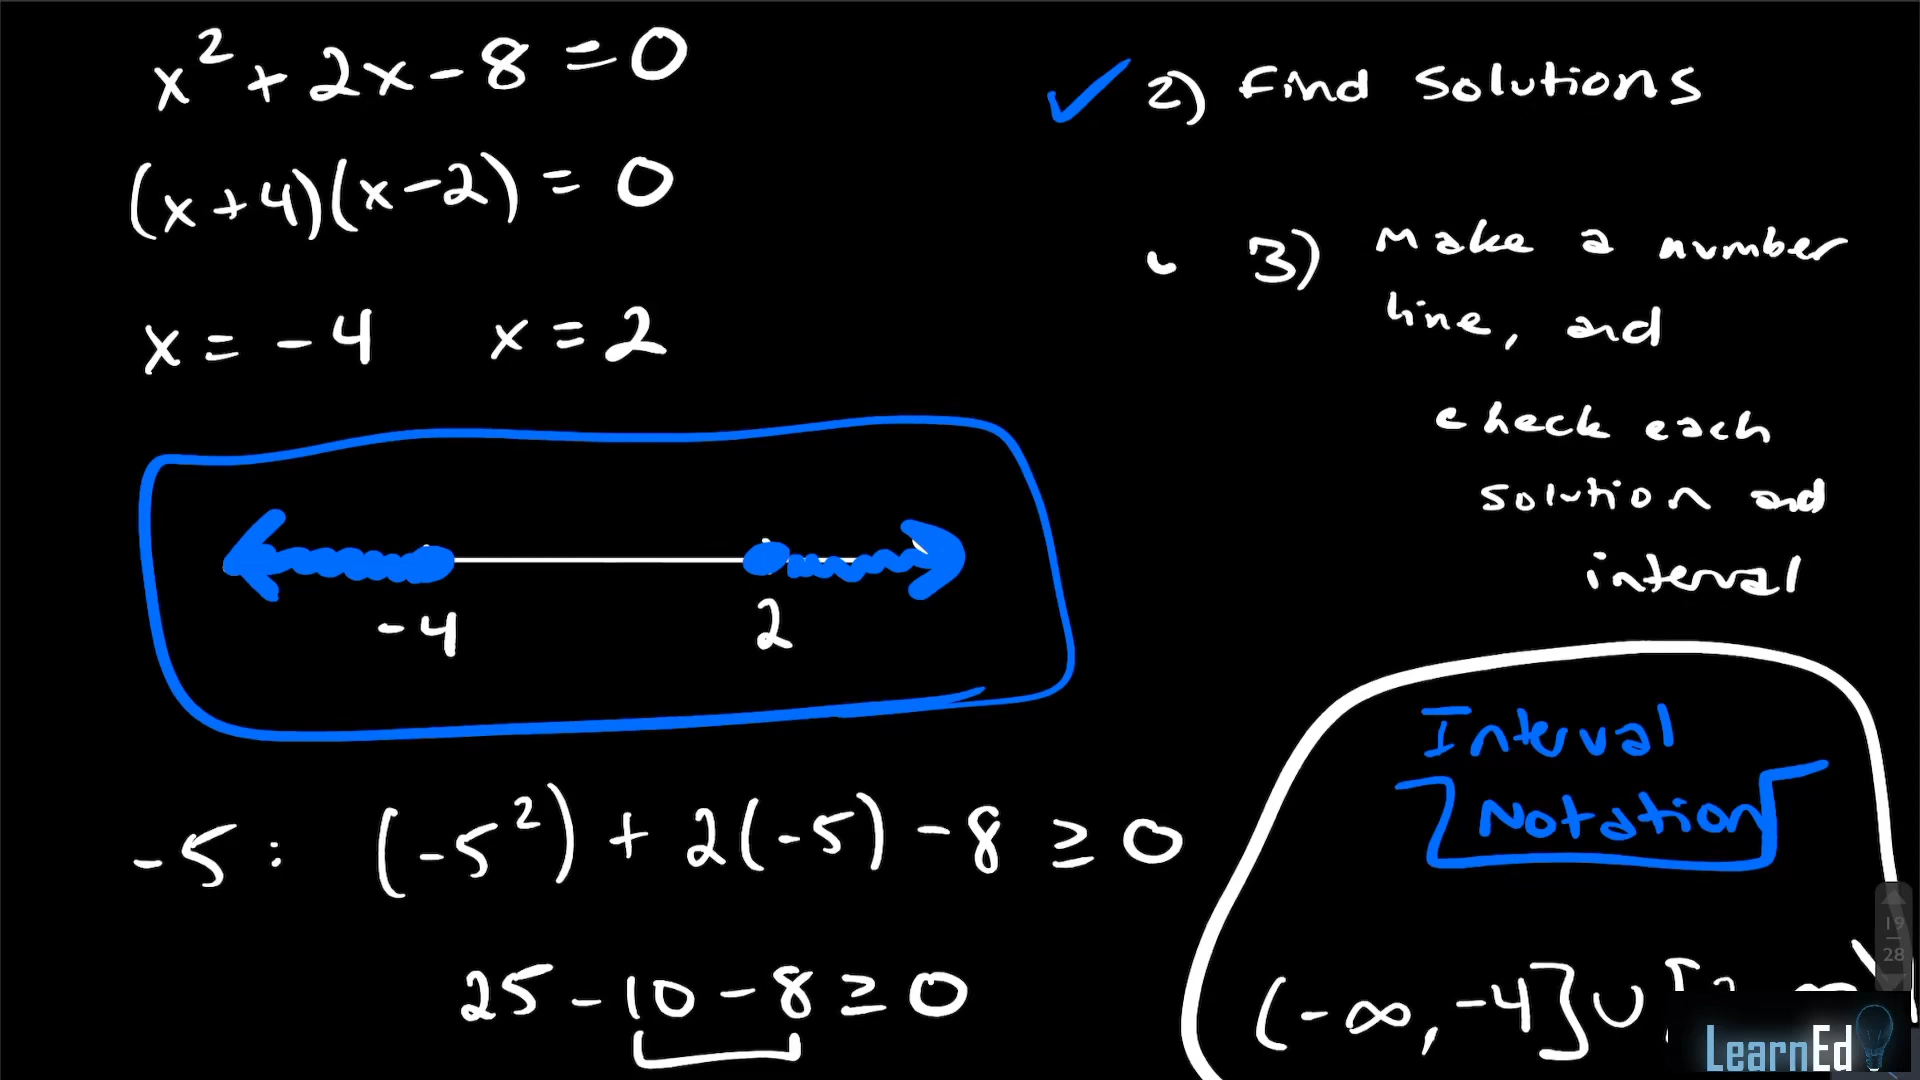 x² + 2x - 8 = 0
(x + 4)(x - 2) = 0
x = - 4 x = 2
- 4 2
- 5 : (-5²) + 2(-5) - 8 ≥ 0
25 - 10 - 8 ≥ 0
2) Find Solutions
3) Make a number
line, and
check each
solution and
interval
Interval
Notation
(-∞, -4] ∪ [
19
28
LearnEd